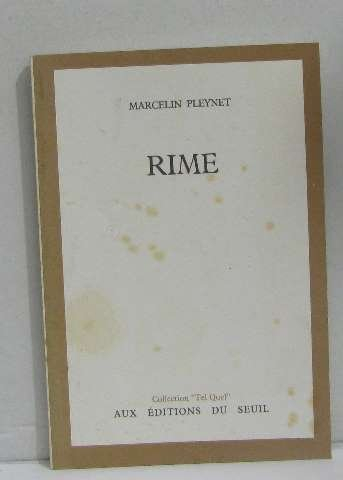 MARCELIN PLEYNET
RIME
Collection "Tel Quel"
AUX ÉDITIONS DU SEUIL